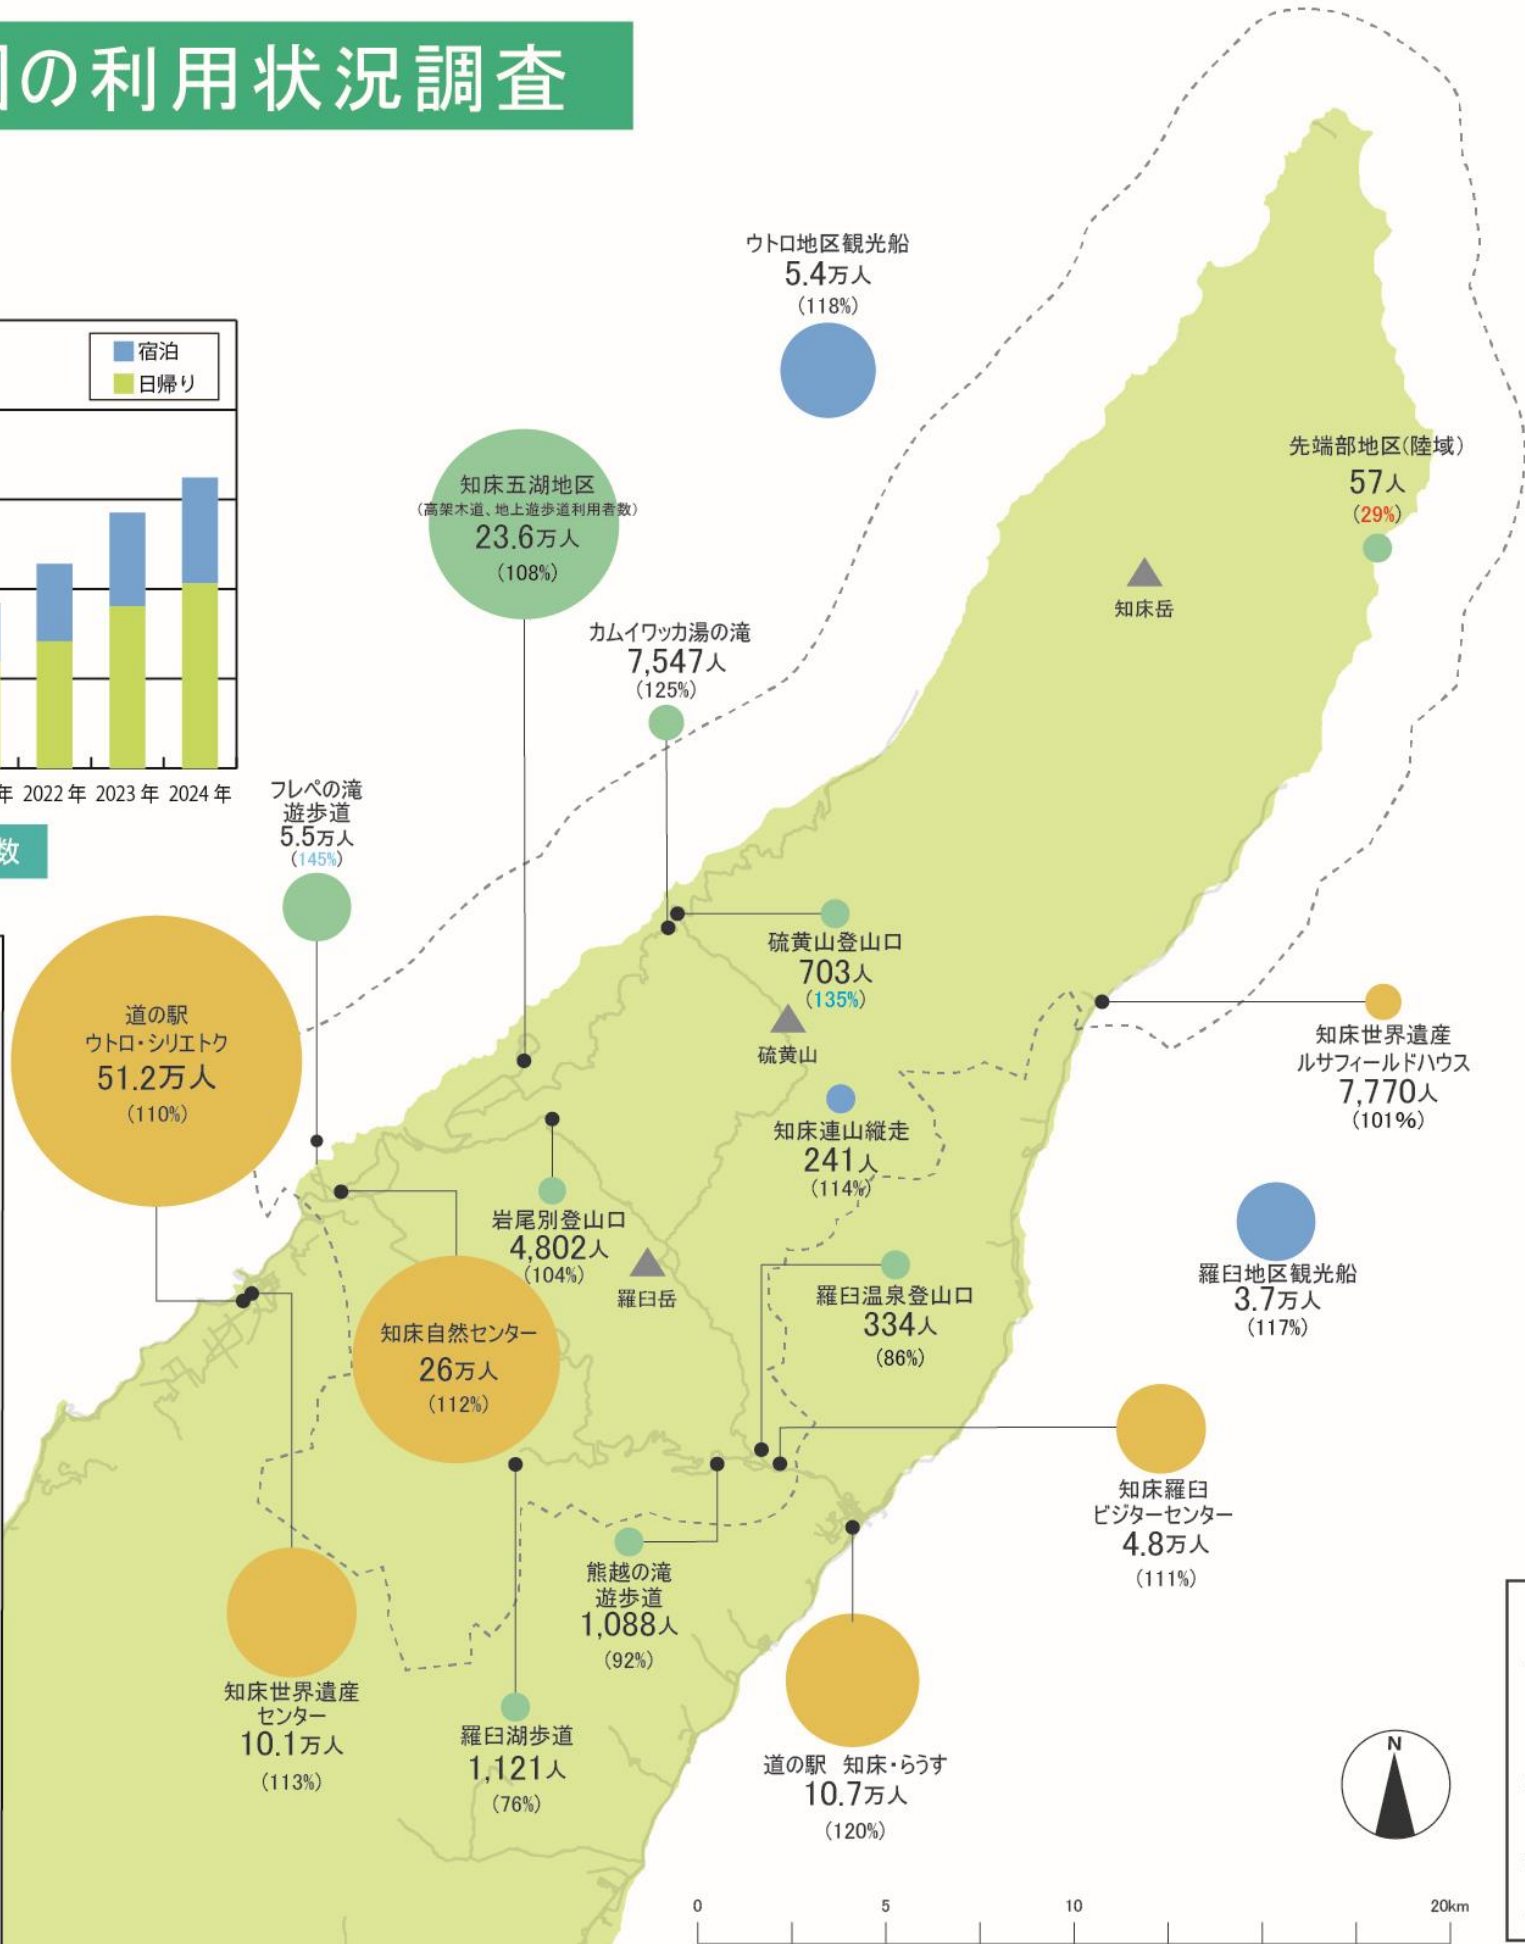 の利用状況調査
宿泊
日帰り
年 2022 年 2023 年 2024 年
数
ウトロ地区観光船
5.4万人
(118%)
先端部地区(陸域)
57人
(29%)
知床岳
知床五湖地区
(高架木道、地上遊歩道利用者数)
23.6万人
(108%)
カムイワッカ湯の滝
7,547人
(125%)
フレペの滝
遊歩道
5.5万人
(145%)
道の駅
ウトロ・シリエトク
51.2万人
(110%)
硫黄山登山口
703人
(135%)
硫黄山
知床連山縦走
241人
(114%)
知床世界遺産
ルサフィールドハウス
7,770人
(101%)
岩尾別登山口
4,802人
(104%)
羅臼岳
羅臼温泉登山口
334人
(86%)
羅臼地区観光船
3.7万人
(117%)
知床自然センター
26万人
(112%)
知床羅臼
ビジターセンター
4.8万人
(111%)
熊越の滝
遊歩道
1,088人
(92%)
知床世界遺産
センター
10.1万人
(113%)
羅臼湖歩道
1,121人
(76%)
道の駅 知床・らうす
10.7万人
(120%)
N
0 5 10 20km